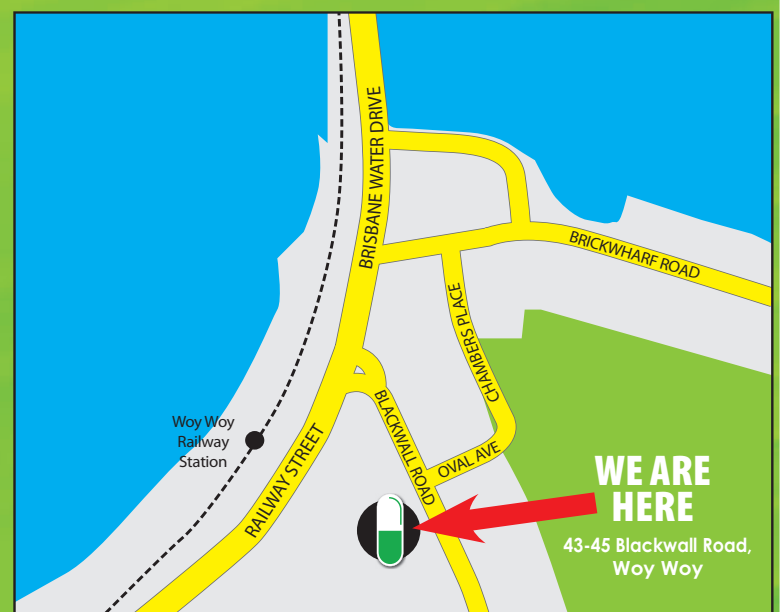 BRISBANE WATER DRIVE
BRICKWHARF ROAD
CHAMBERS PLACE
Woy Woy
Railway
Station
BLACKWALL ROAD
RAILWAY STREET
OVAL AVE
WE ARE
HERE
43-45 Blackwall Road,
Woy Woy